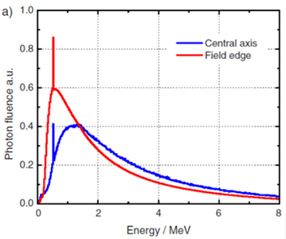 a)
1.0
0.8
0.6
0.4
0.2
0.0
Photon fluence a.u.
Central axis
Field edge
0 2 4 6 8
Energy / MeV